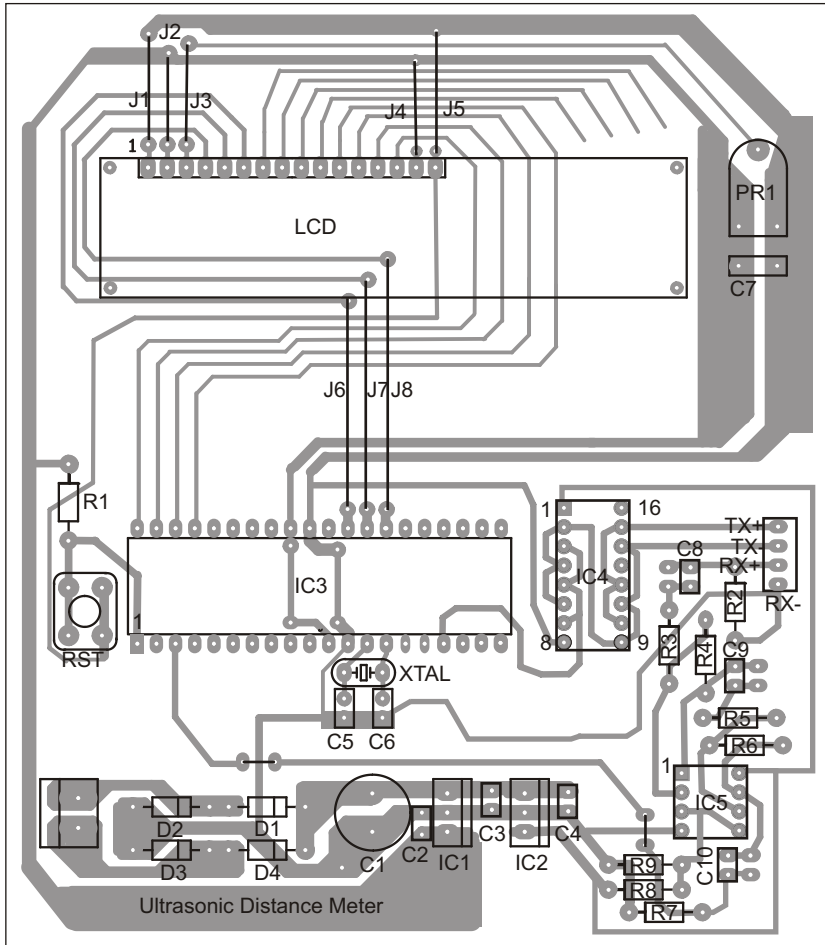 J2
J1
J3
J4
J5
1
LCD
PR1
C7
J6
J7
J8
R1
1
16
TX+
TX-
RX+
RX-
C8
IC4
IC3
R2
1
8
9
R3
R4
RST
C9
XTAL
C5
C6
R5
R6
1
IC5
D2
D1
D3
D4
C1
C2
IC1
C3
IC2
C4
R9
R8
R7
C10
Ultrasonic Distance Meter